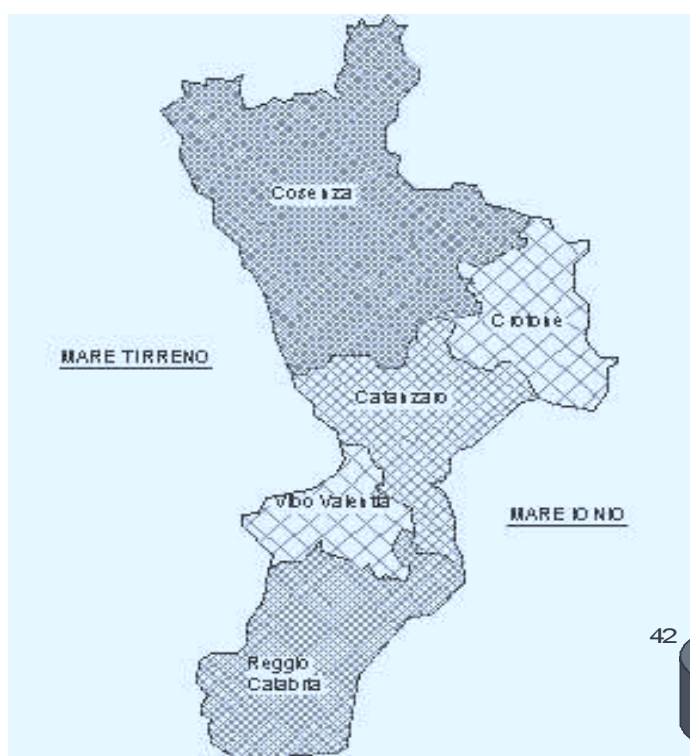 Cosenza
Crotone
MARE TIRRENO
Catanzaro
Vibo Valentia
MARE IONIO
42
Reggio
Calabria